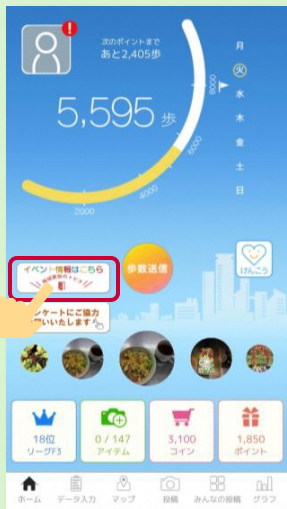 次のポイントまで
あと2,405歩
5,595 歩
月
火
水
木
金
土
日
8000
6000
4000
2000
イベント情報はこちら
歩数送信
けんこう
ケートにご協力
いいたします
18位
リーグF3
0 / 147
アイテム
3,100
コイン
1,850
ポイント
ホーム
データ入力
マップ
投稿
みんなの投稿
グラフ